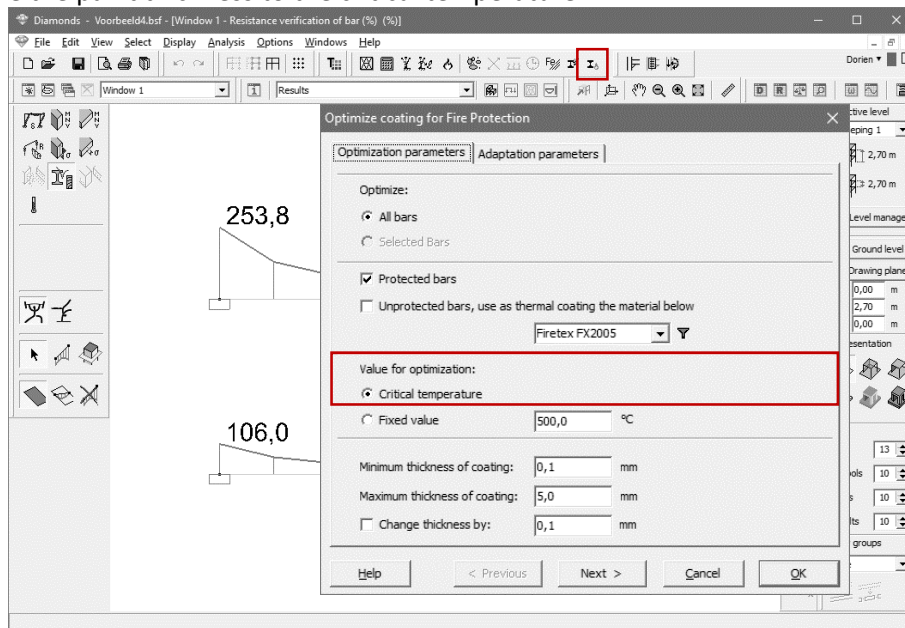 Diamonds - Voorbeeld4.bsf - [Window 1 - Resistance verification of bar (%) (%)]
File Edit View Select Display Analysis Options Windows Help
Dorien
Window 1
Results
Optimize coating for Fire Protection
Optimization parameters
Adaptation parameters
Optimize:
All bars
Selected Bars
Protected bars
Unprotected bars, use as thermal coating the material below
Firetex FX2005
Value for optimization:
Critical temperature
Fixed value 500,0 ºC
Minimum thickness of coating: 0,1 mm
Maximum thickness of coating: 5,0 mm
Change thickness by: 0,1 mm
Help < Previous Next > Cancel OK
253,8
106,0
2,70 m
2,70 m
Level manage
Ground level
Drawing plane
0,00 m
2,70 m
0,00 m
13
10
10
10
groups